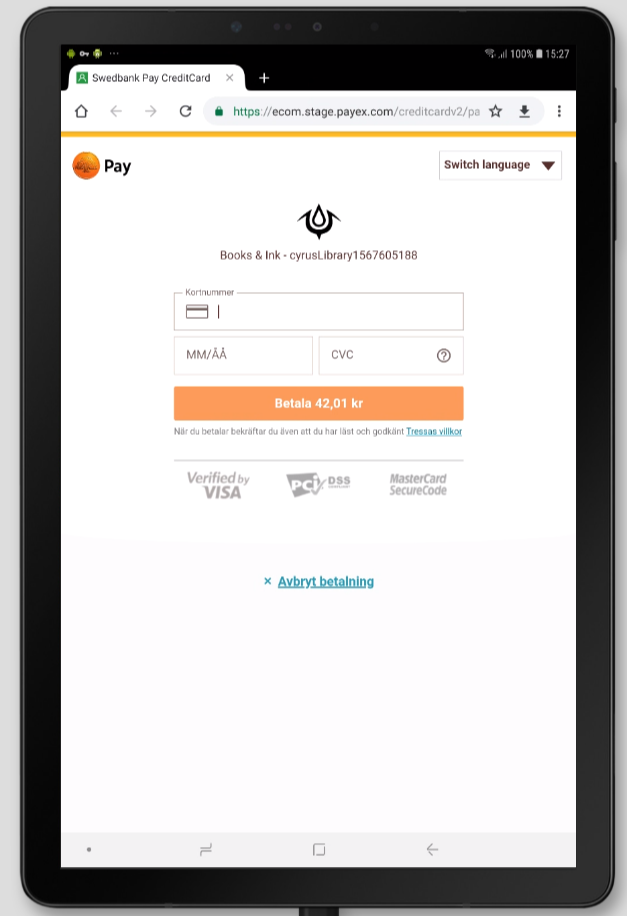 100% 15:27
Swedbank Pay CreditCard
https://ecom.stage.payex.com/creditcardv2/pa
Pay
Switch language
Books & Ink - cyrusLibrary1567605188
Kortnummer
MM/ÅÅ
CVC
Betala 42,01 kr
När du betalar bekräftar du även att du har läst och godkänt Tressas villkor
Verified by
VISA
PCI DSS
MasterCard
SecureCode
Avbryt betalning